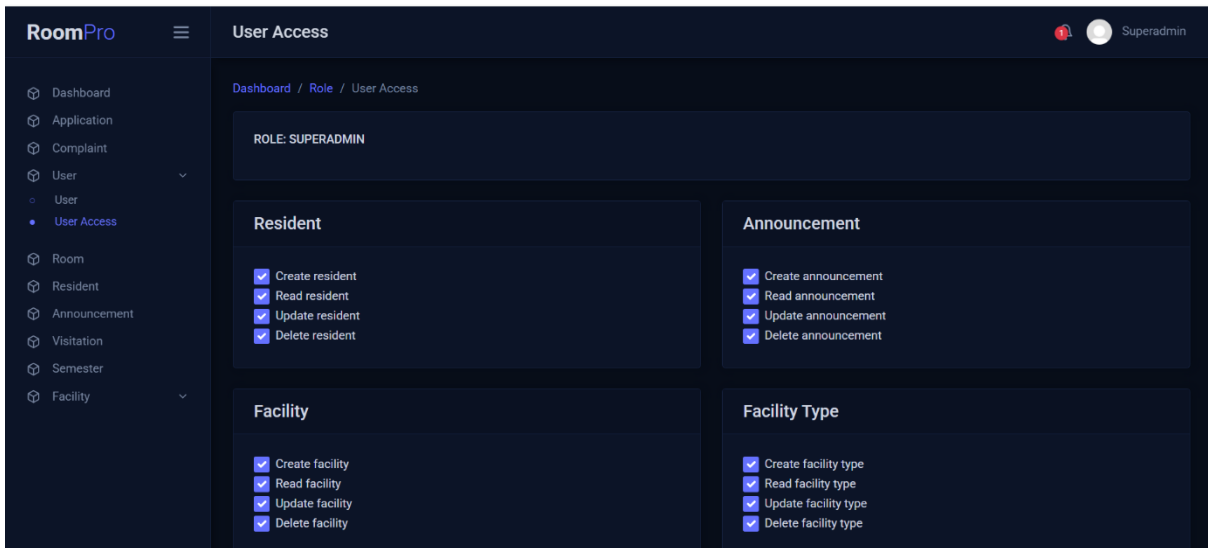 RoomPro
User Access
1
Superadmin
Dashboard
Application
Complaint
User
User
User Access
Room
Resident
Announcement
Visitation
Semester
Facility
Dashboard / Role / User Access
ROLE: SUPERADMIN
Resident
Create resident
Read resident
Update resident
Delete resident
Announcement
Create announcement
Read announcement
Update announcement
Delete announcement
Facility
Create facility
Read facility
Update facility
Delete facility
Facility Type
Create facility type
Read facility type
Update facility type
Delete facility type